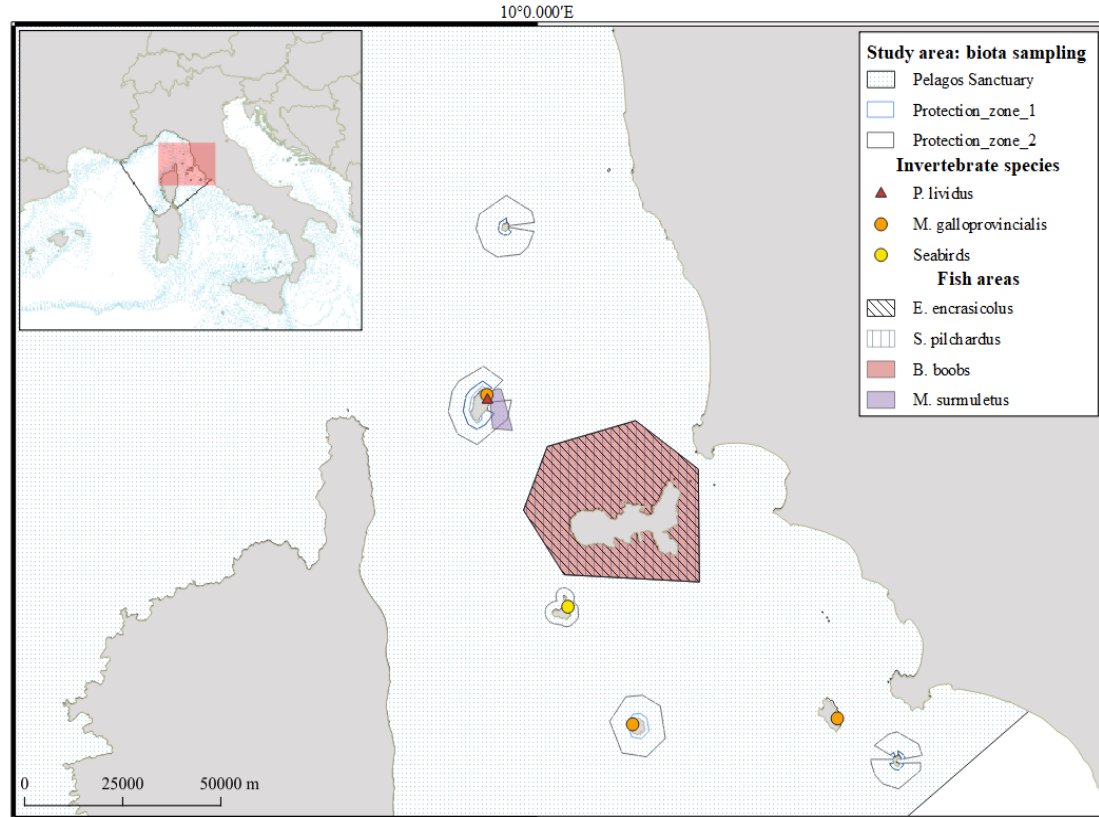 10°0.000′E
Study area: biota sampling
Pelagos Sanctuary
Protection_zone_1
Protection_zone_2
Invertebrate species
P. lividus
M. galloprovincialis
Seabirds
Fish areas
E. encrasicolus
S. pilchardus
B. boobs
M. surmuletus
0 25000 50000 m